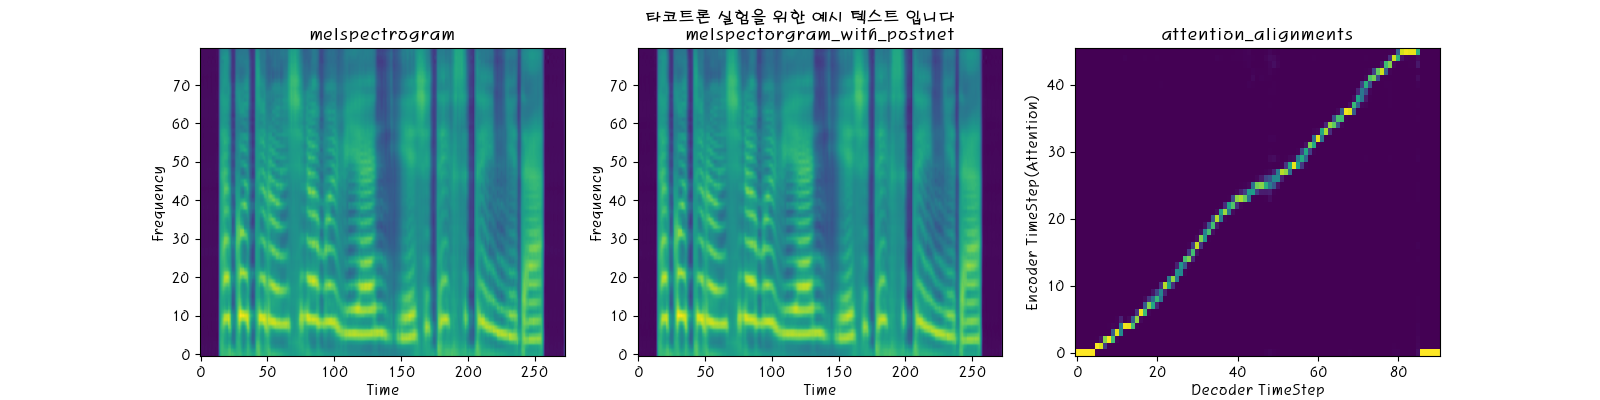 타코트론 실험을 위한 예시 텍스트 입니다
melspectrogram
melspectorgram_with_postnet
attention_alignments
Frequency
70
60
50
40
30
20
10
0
0 50 100 150 200 250
Time
Frequency
70
60
50
40
30
20
10
0
0 50 100 150 200 250
Time
Encoder TimeStep(Attention)
40
30
20
10
0
0 20 40 60 80
Decoder TimeStep